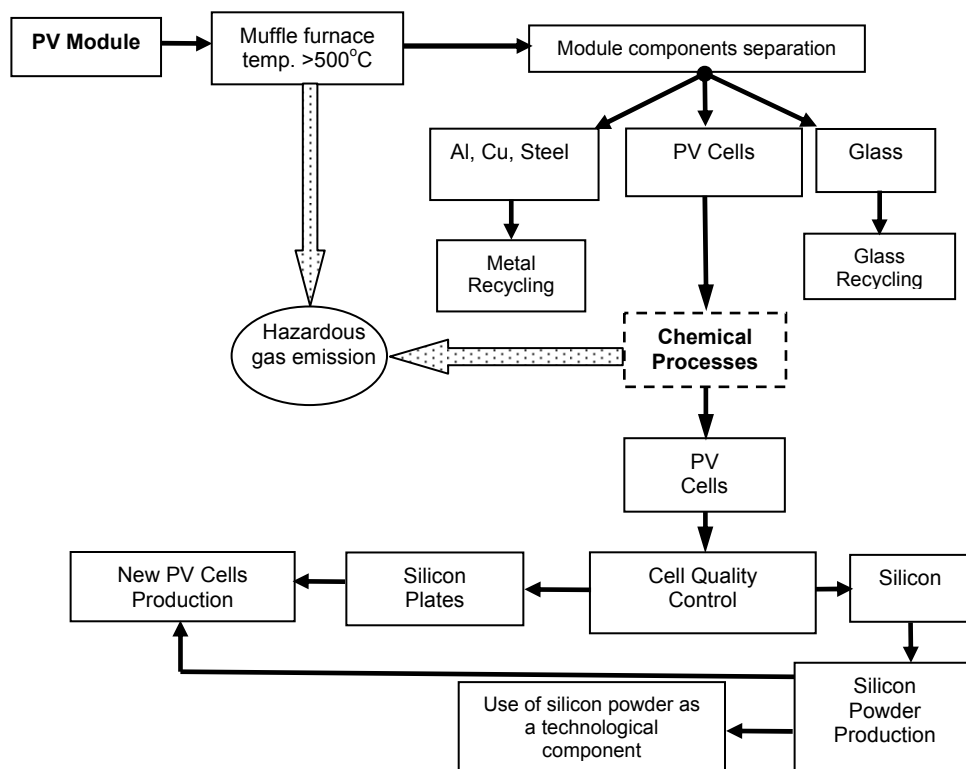 PV Module
Muffle furnace
temp. >500°C
Module components separation
Al, Cu, Steel
PV Cells
Glass
Metal
Recycling
Glass
Recycling
Hazardous
gas emission
Chemical
Processes
PV
Cells
New PV Cells
Production
Silicon
Plates
Cell Quality
Control
Silicon
Use of silicon powder as
a technological
component
Silicon
Powder
Production